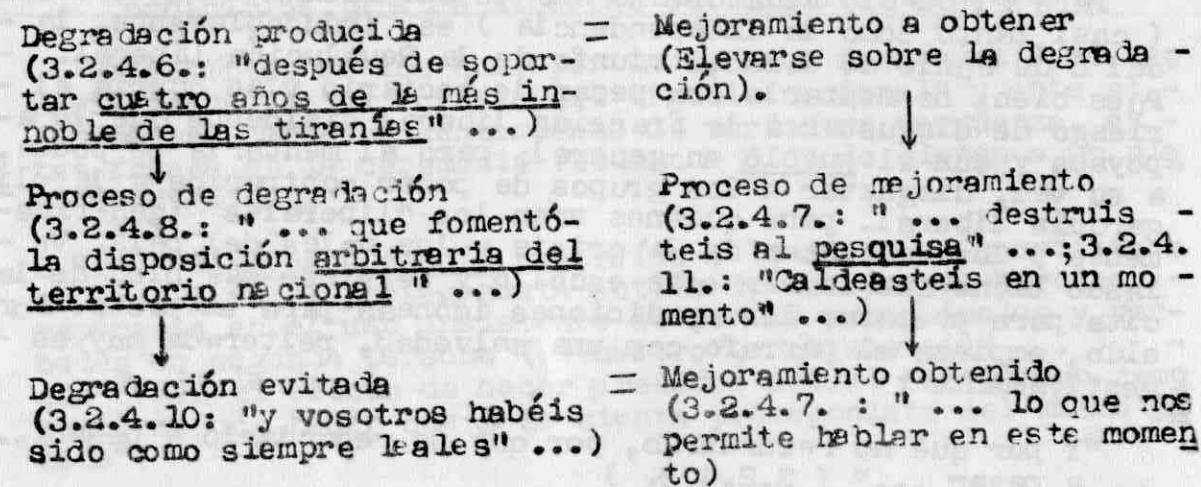 Degradación producida
(3.2.4.6.: "después de sopor-
tar cuatro años de la más in-
noble de las tiranías" ...
Proceso de degradación
(3.2.4.8.: " ... que fomentó-
la disposición arbitraria del
territorio nacional " ...)
Degradación evitada
(3.2.4.10: "y vosotros habéis
sido como siempre leales"...)
— Mejoramiento a obtener
(Elevarse sobre la degrada -
ción).
Proceso de mejoramiento
(3.2.4.7. : " ... destruis -
teis al pesquisa" ...; 3.2.4.
11.: "Caldeasteis en un mo -
mento" ...)
— Mejoramiento obtenido
(3.2.4.7. : " ... lo que nos
permite hablar en este momen
to)